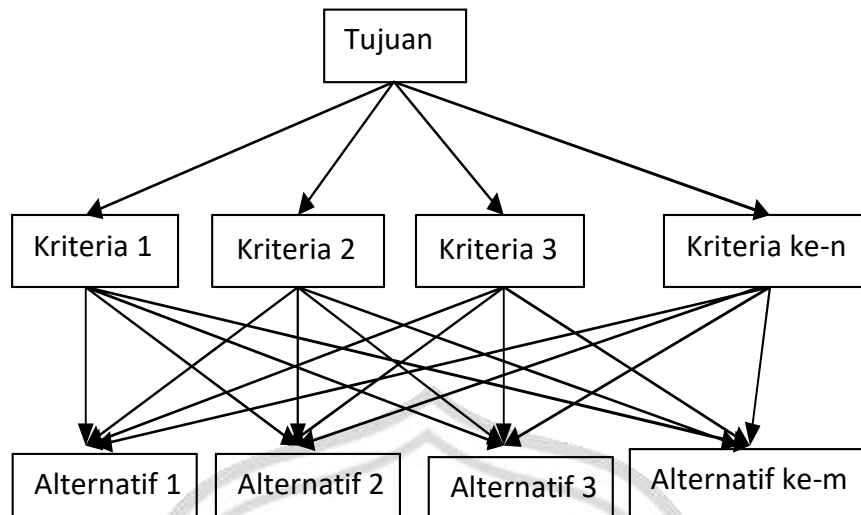 Tujuan
Kriteria 1
Kriteria 2
Kriteria 3
Kriteria ke-n
Alternatif 1
Alternatif 2
Alternatif 3
Alternatif ke-m